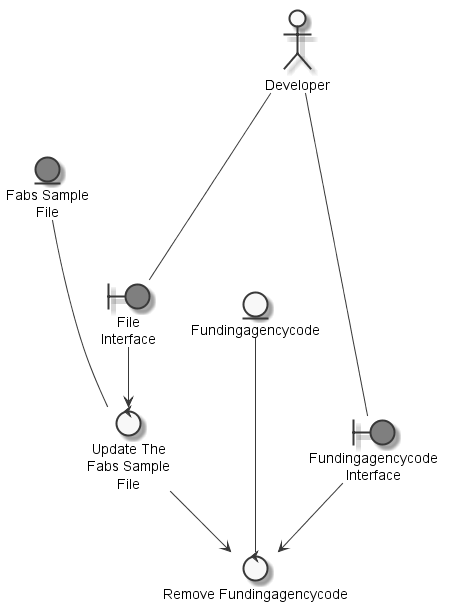 Developer
Fabs Sample
File
File
Interface
Fundingagencycode
Update The
Fabs Sample
File
Fundingagencycode
Interface
Remove Fundingagencycode